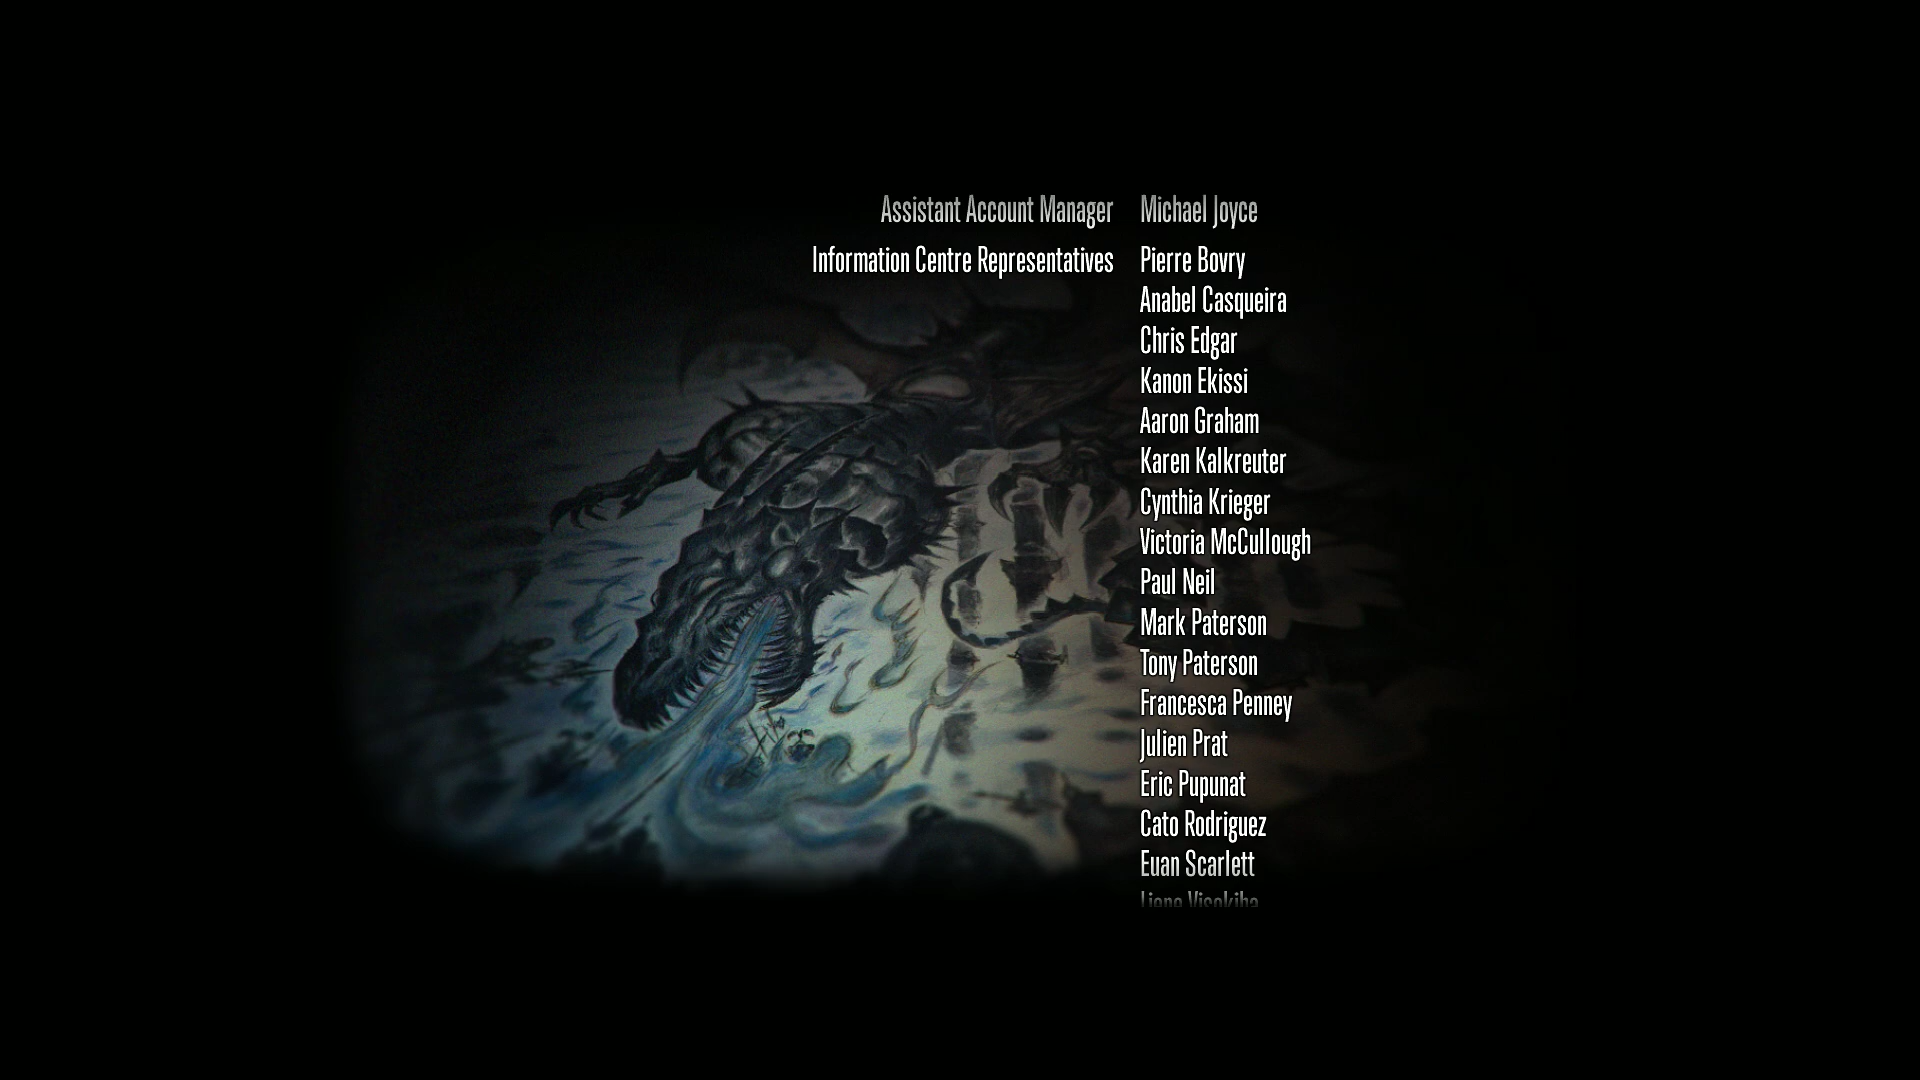 Assistant Account Manager Michael Joyce
Information Centre Representatives Pierre Bovry
Anabel Casqueira
Chris Edgar
Kanon Ekissi
Aaron Graham
Karen Kalkreuter
Cynthia Krieger
Victoria McCullough
Paul Neil
Mark Paterson
Tony Paterson
Francesca Penney
Julien Prat
Eric Pupunat
Cato Rodriguez
Euan Scarlett